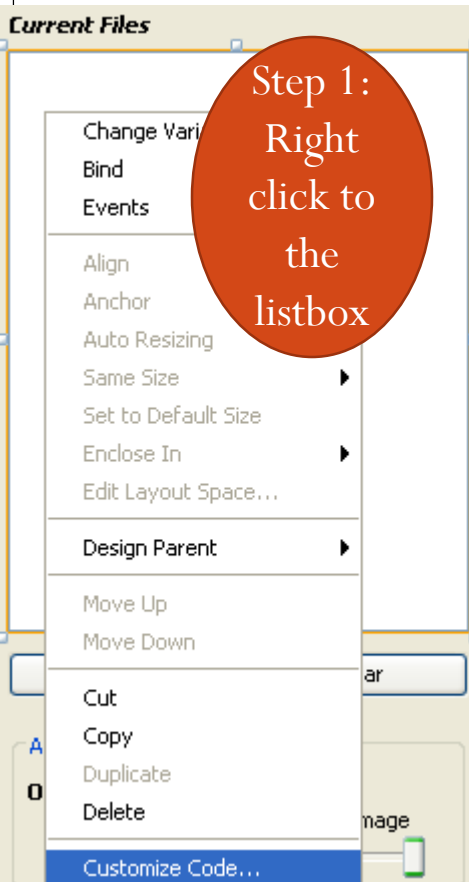 Current Files
Step 1:
Right
click to
the
listbox
Change Vari
Bind
Events
Align
Anchor
Auto Resizing
Same Size
Set to Default Size
Enclose In
Edit Layout Space...
Design Parent
Move Up
Move Down
ar
Cut
Copy
A
Duplicate
O
Delete
mage
Customize Code...